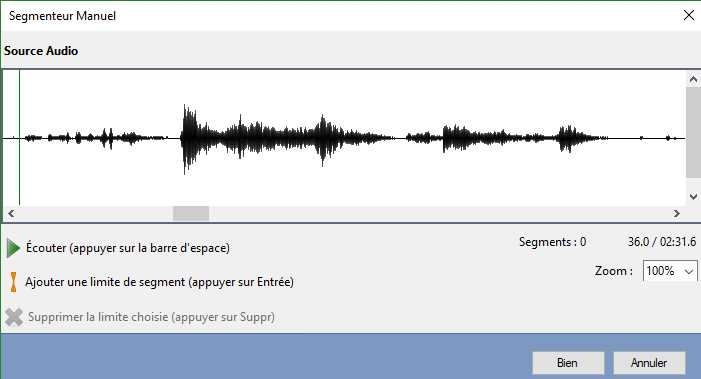 Segmenteur Manuel
Source Audio
Écouter (appuyer sur la barre d'espace)
Segments : 0
36.0 / 02:31.6
Zoom :
100%
Ajouter une limite de segment (appuyer sur Entrée)
Supprimer la limite choisie (appuyer sur Suppr)
Bien
Annuler